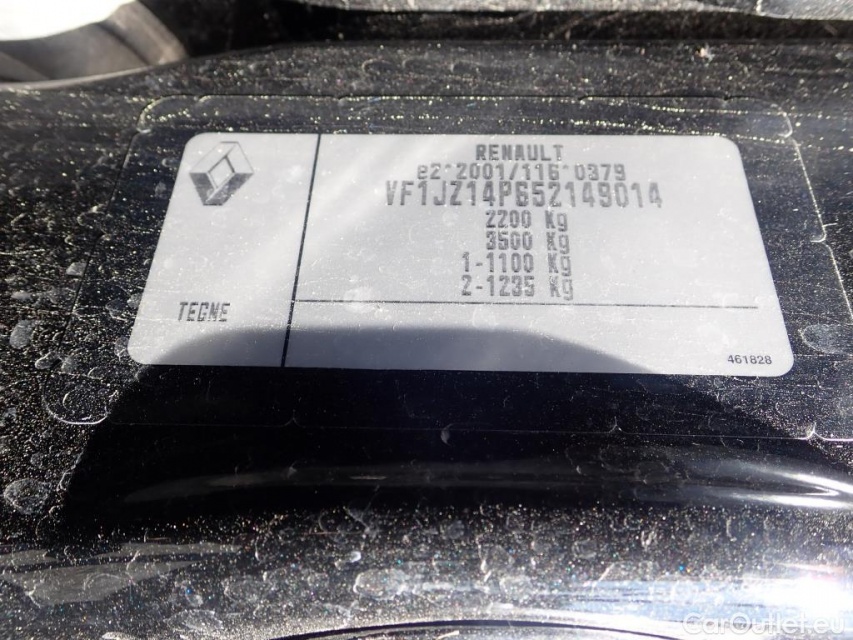 RENAULT
e2*2001/116*0379
VF1JZ14P652149014
2200 Kg
3500 Kg
1-1100 Kg
2-1235 Kg
TEGNE
461828
CarOutlet.eu